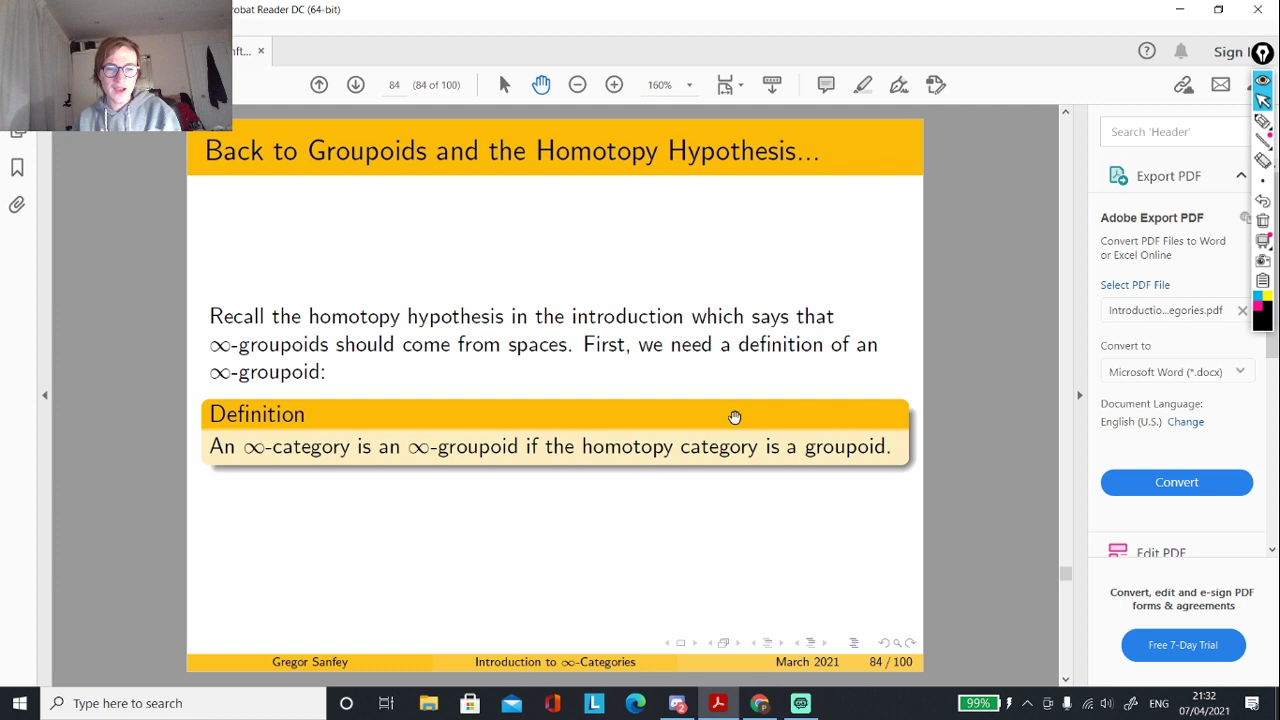 robat Reader DC (64-bit)
nft...
Sign I
84
(84 of 100)
160%
Search 'Header'
Back to Groupoids and the Homotopy Hypothesis...
Export PDF
Adobe Export PDF
Convert PDF Files to Word
or Excel Online
Select PDF File
Introductio...egories.pdf
Convert to
Microsoft Word (*.docx)
Document Language:
English (U.S.) Change
Convert
Edit PDF
Convert, edit and e-sign PDF
forms & agreements
Free 7-Day Trial
Recall the homotopy hypothesis in the introduction which says that
∞-groupoids should come from spaces. First, we need a definition of an
∞-groupoid:
Definition
An ∞-category is an ∞-groupoid if the homotopy category is a groupoid.
Gregor Sanfey
Introduction to ∞-Categories
March 2021
84 / 100
Type here to search
99%
ENG
21:32
07/04/2021